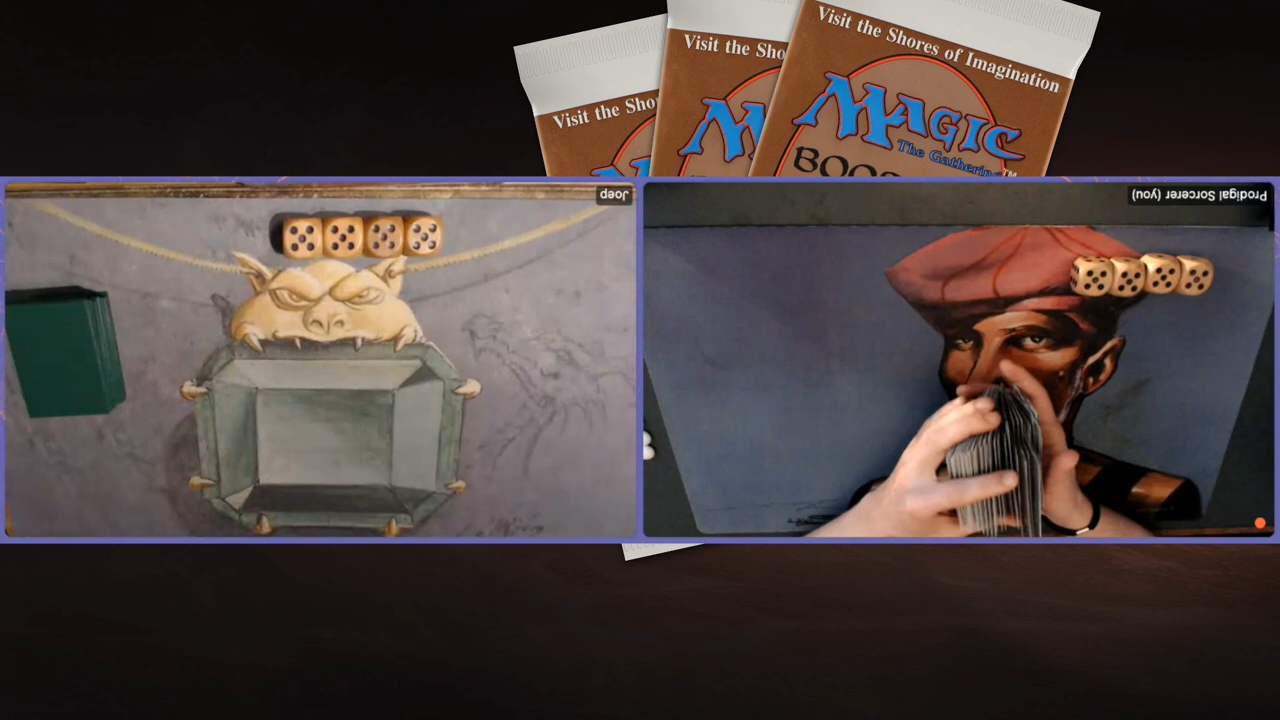 Visit the Shores of Imagination
MAGIC
The Gathering
Visit the Sho
Visit the Sho
Joep
Prodigal Sorcerer (you)